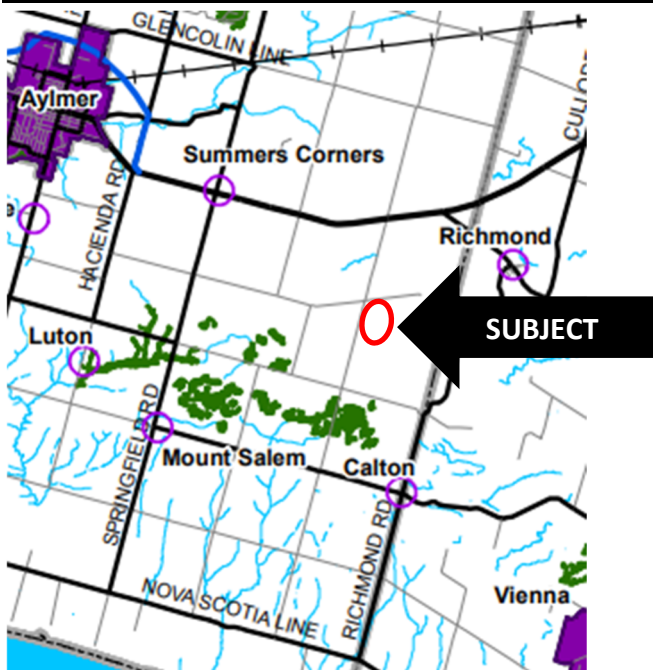 GLENCOLIN LINE
Aylmer
CULLODE
Summers Corners
HACIENDA RD
e
Richmond
SUBJECT
Luton
SPRINGFIELD RD
Mount Salem
Calton
RICHMOND RD
NOVA SCOTIA LINE
Vienna